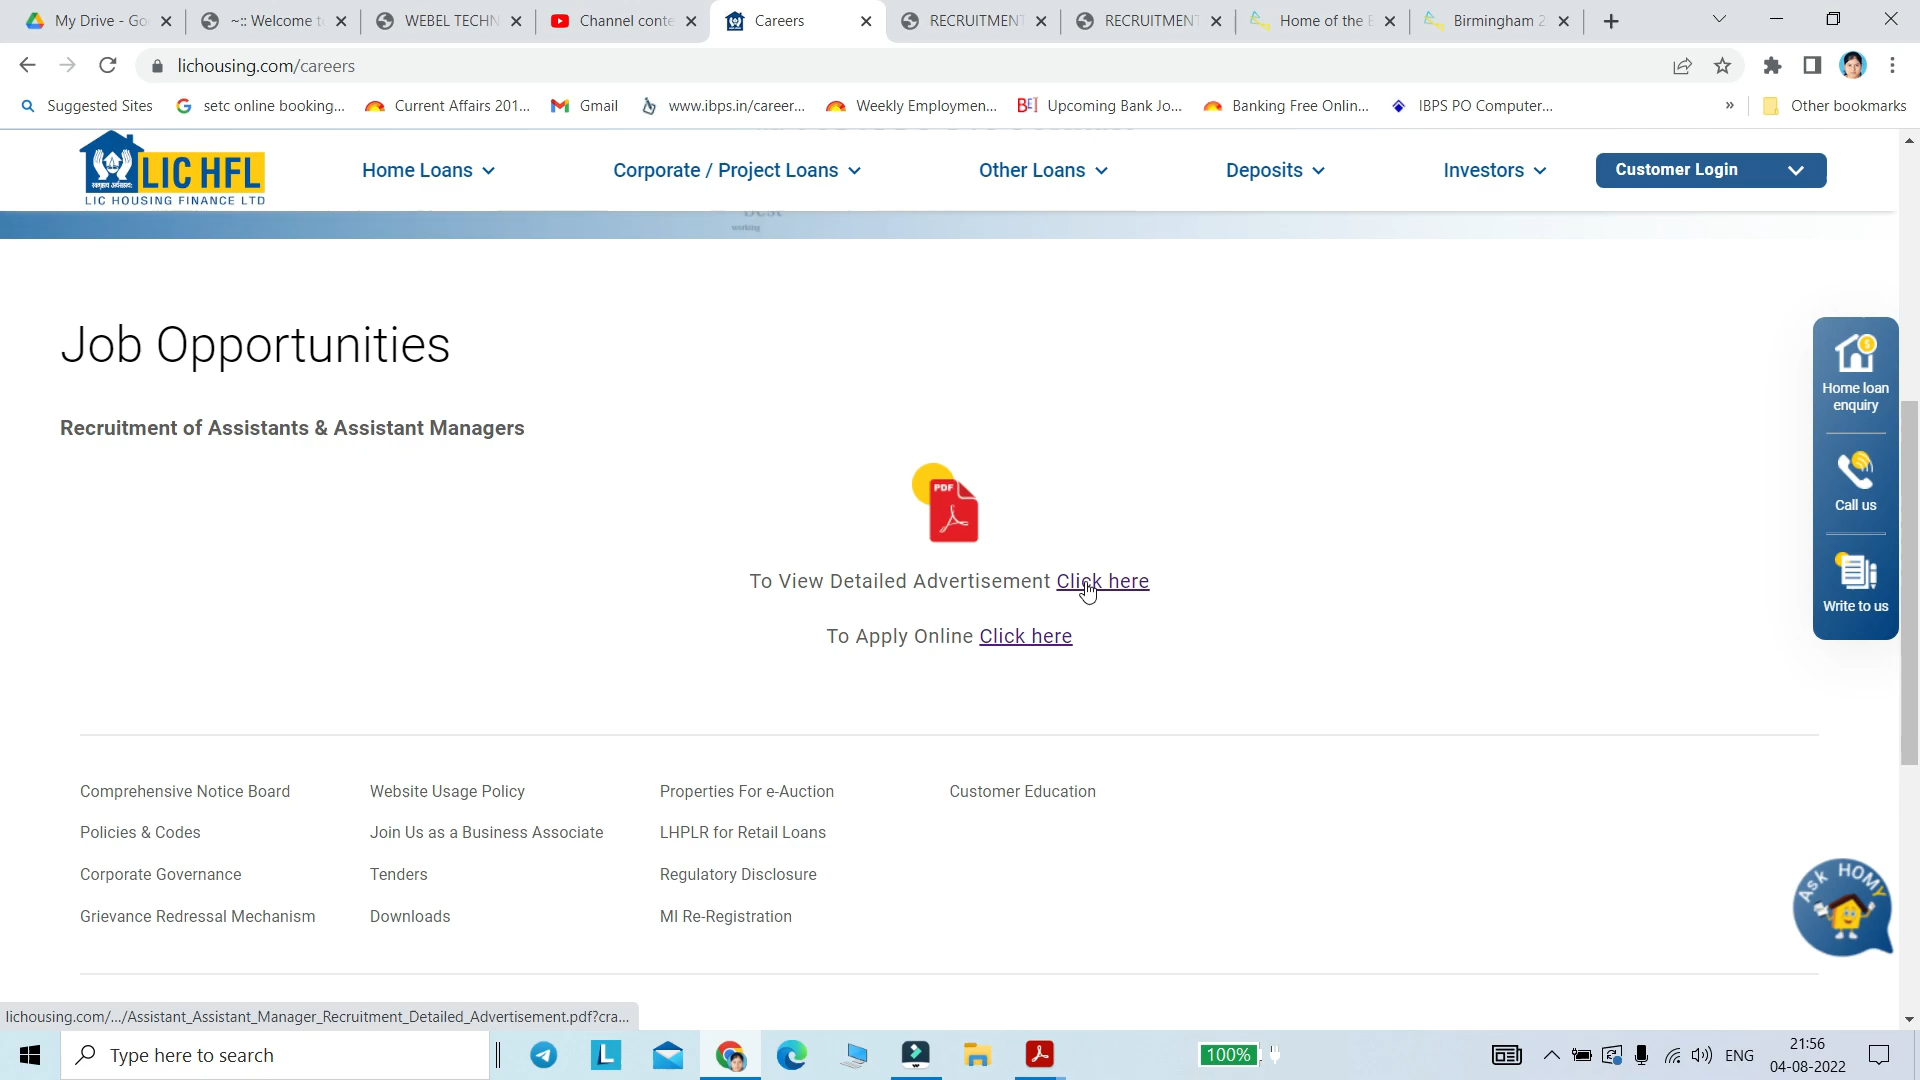 My Drive - Go
~:: Welcome t
WEBEL TECHN
Channel conte
Careers
RECRUITMENT
RECRUITMENT
Home of the B
Birmingham 2
lichousing.com/careers
Suggested Sites
setc online booking...
Current Affairs 201...
Gmail
www.ibps.in/career...
Weekly Employmen...
Upcoming Bank Jo...
Banking Free Onlin...
IBPS PO Computer...
»
Other bookmarks
LIC HFL
LIC HOUSING FINANCE LTD
Home Loans
Corporate / Project Loans
Other Loans
Deposits
Investors
Customer Login
best
working
Job Opportunities
Recruitment of Assistants & Assistant Managers
PDF
To View Detailed Advertisement Click here
To Apply Online Click here
Home loan
enquiry
Call us
Write to us
Comprehensive Notice Board
Website Usage Policy
Properties For e-Auction
Customer Education
Policies & Codes
Join Us as a Business Associate
LHPLR for Retail Loans
Corporate Governance
Tenders
Regulatory Disclosure
Grievance Redressal Mechanism
Downloads
MI Re-Registration
Ask HOMY
lichousing.com/.../Assistant_Assistant_Manager_Recruitment_Detailed_Advertisement.pdf?cra...
Type here to search
L
100%
ENG
21:56
04-08-2022